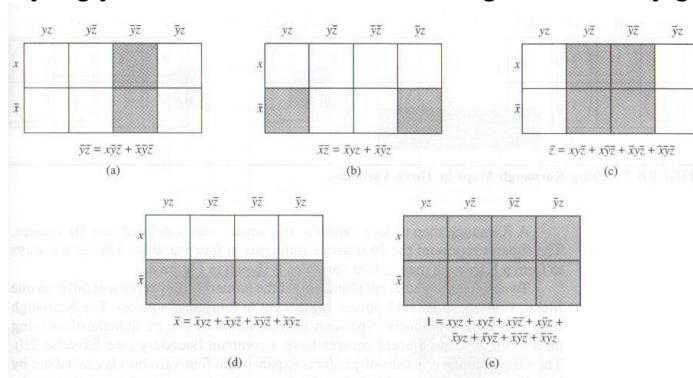 yz yz̄ ȳz̄ ȳz
x
x̄
ȳz̄ = xȳz̄ + x̄ȳz̄
(a)
yz yz̄ ȳz̄ ȳz
x
x̄
x̄z = x̄yz + x̄ȳz
(b)
yz yz̄ ȳz̄ ȳz
x
x̄
z̄ = xyz̄ + xȳz̄ + x̄yz̄ + x̄ȳz̄
(c)
yz yz̄ ȳz̄ ȳz
x
x̄
x̄ = x̄yz + x̄yz̄ + x̄ȳz̄ + x̄ȳz
(d)
yz yz̄ ȳz̄ ȳz
x
x̄
1 = xyz + xyz̄ + xȳz̄ + xȳz +
x̄yz + x̄yz̄ + x̄ȳz̄ + x̄ȳz
(e)